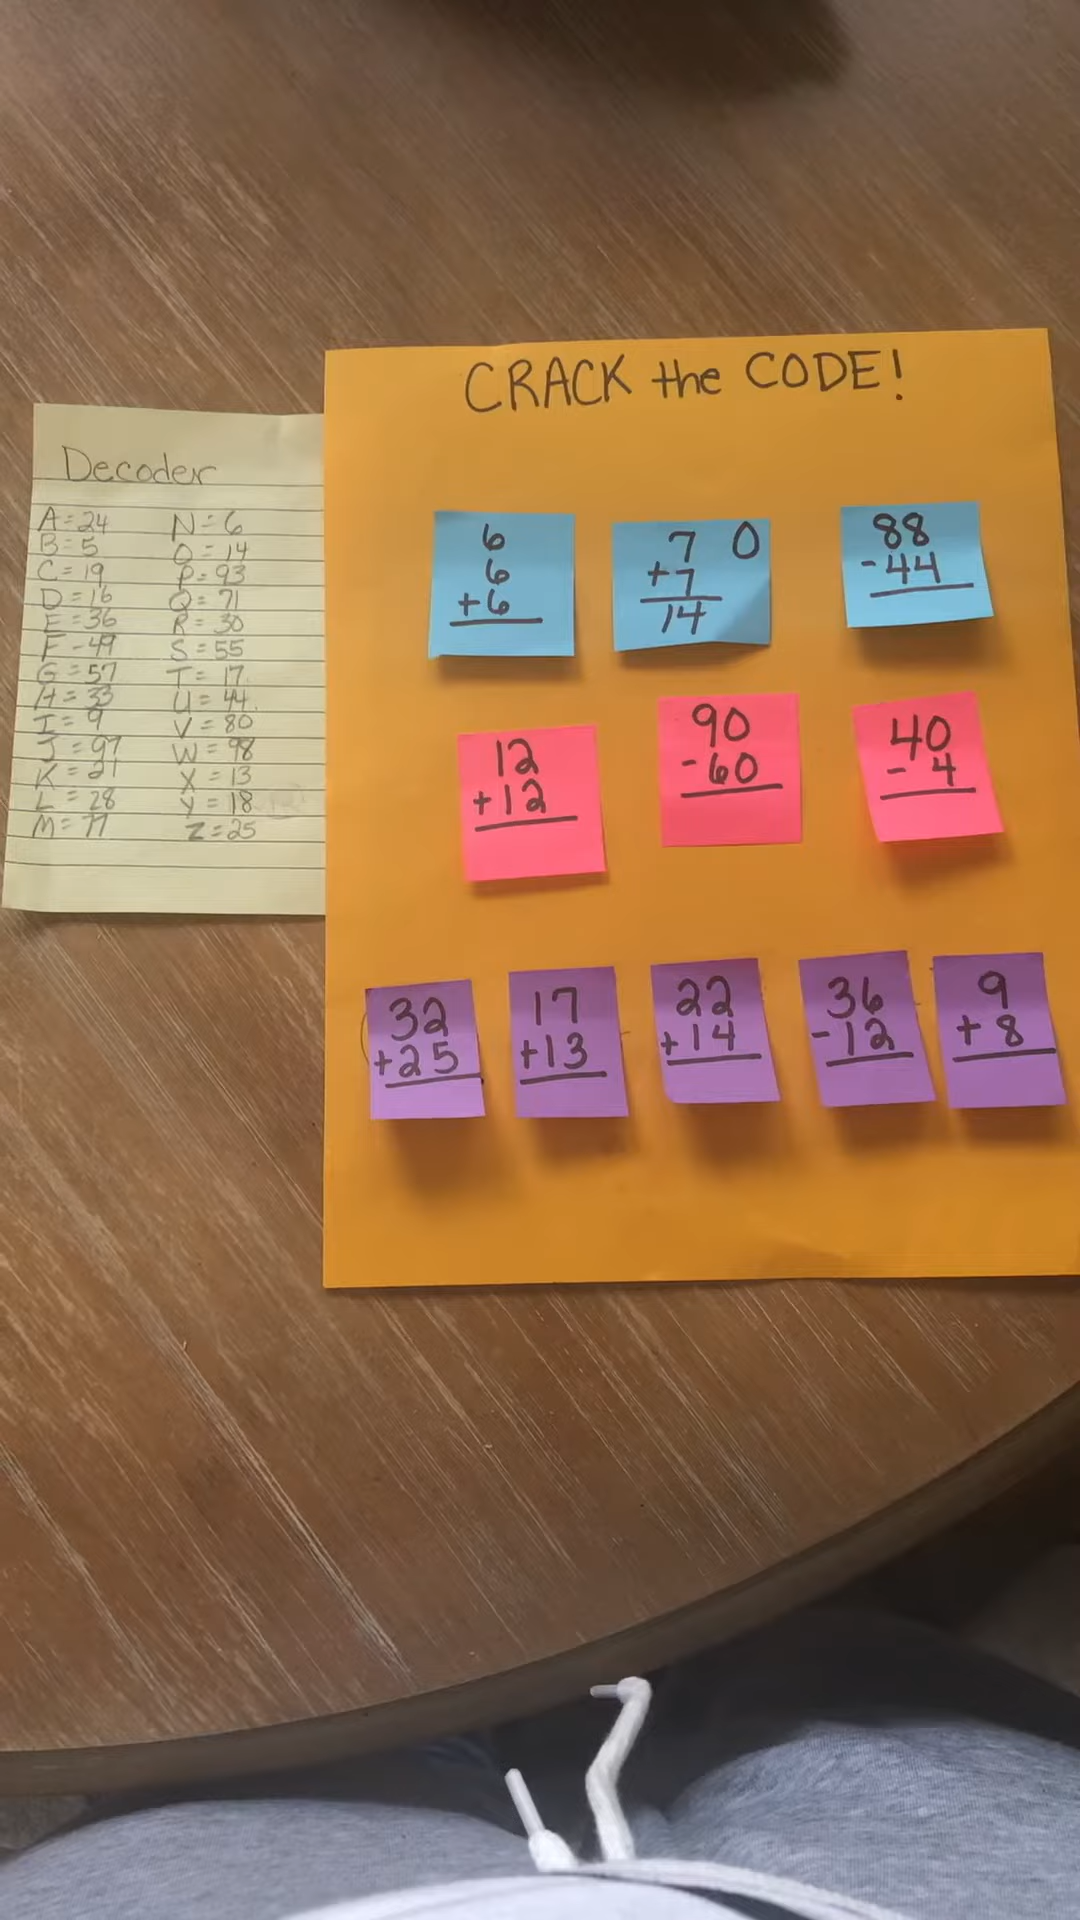 CRACK the CODE!
Decoder
A=24
B=5
C=19
D=16
E=36
F-49
G=57
H=33
I=9
J=97
K=21
L=28
M=77
N=6
O=14
P=93
Q=71
R=30
S=55
T=17
U=44
V=80
W=98
X=13
Y=18
Z=25
6
6
+6
7 O
+7
14
88
-44
12
+12
90
-60
40
- 4
32
+25
17
+13
22
+14
36
-12
9
+8